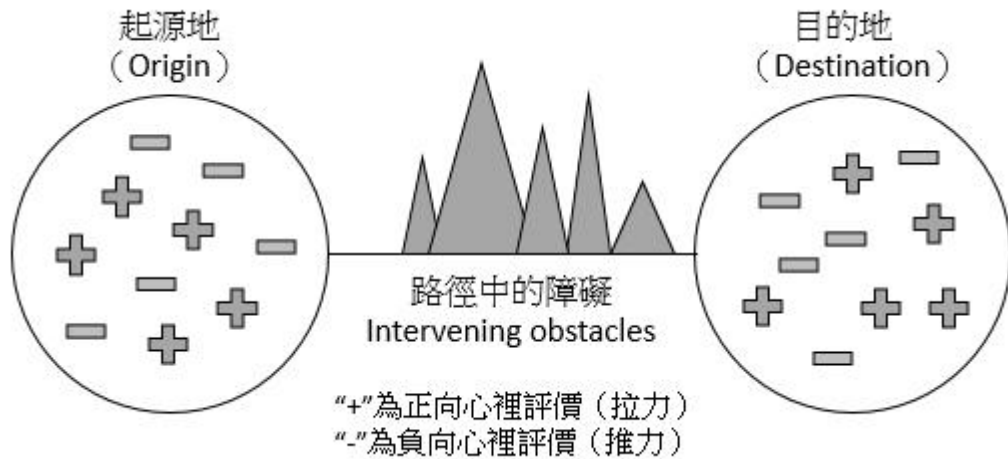 起源地
（Origin）
目的地
（Destination）
路徑中的障礙
Intervening obstacles
“+”為正向心裡評價（拉力）
“-”為負向心裡評價（推力）